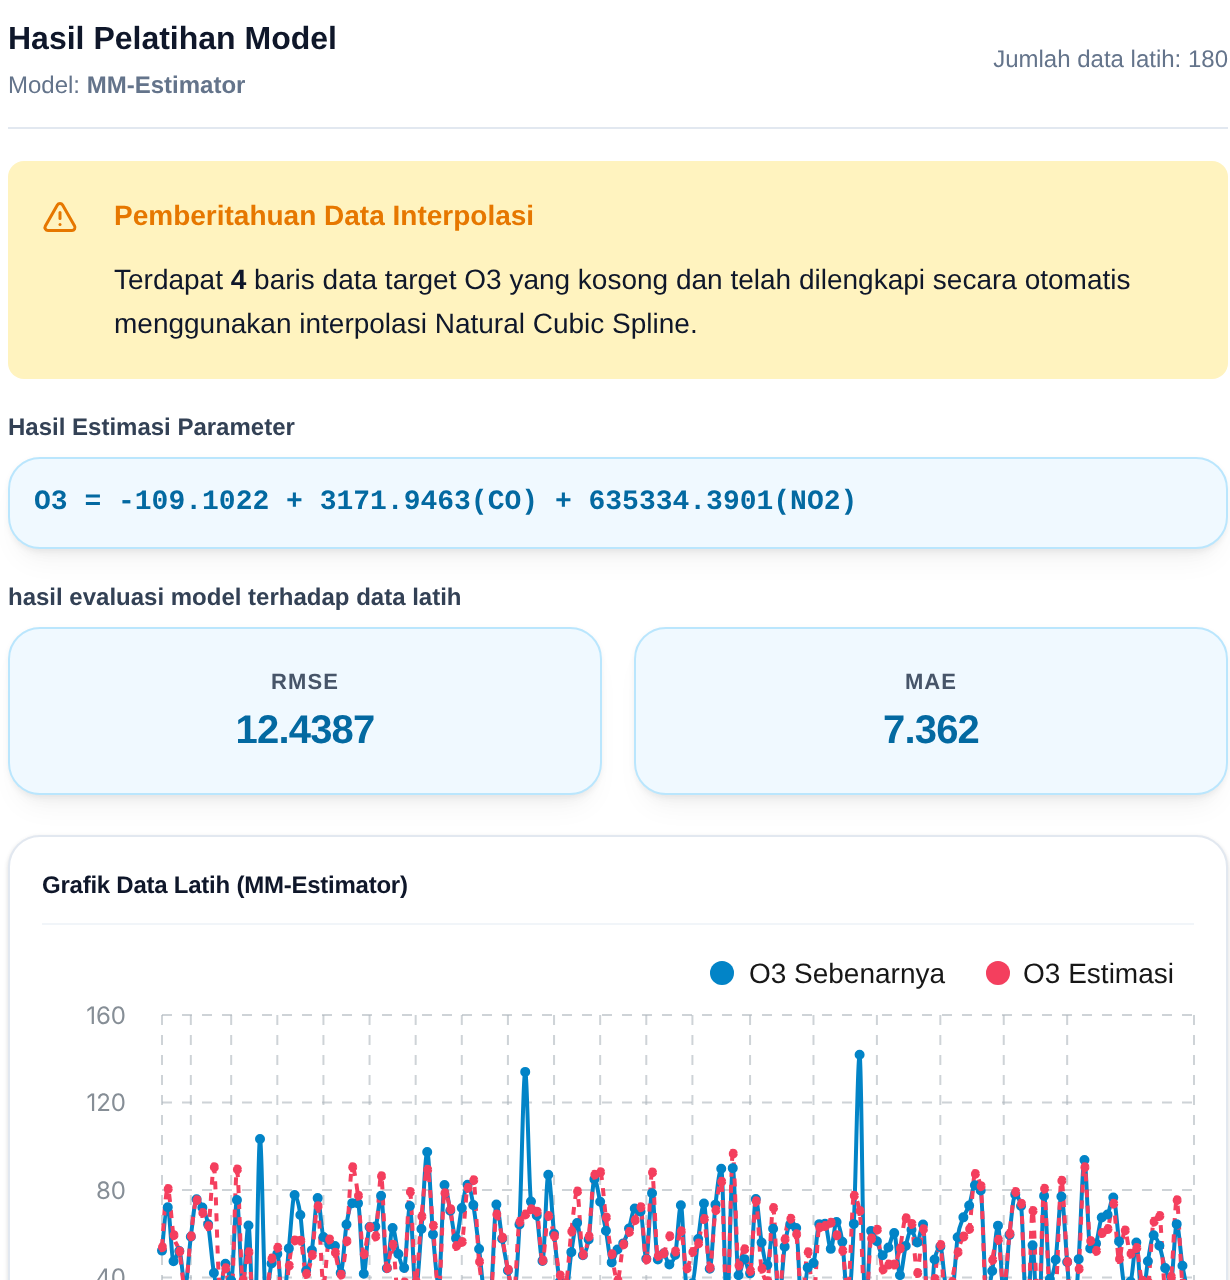 Hasil Pelatihan Model
Model: MM-Estimator
Jumlah data latih: 180
Pemberitahuan Data Interpolasi
Terdapat 4 baris data target O3 yang kosong dan telah dilengkapi secara otomatis
menggunakan interpolasi Natural Cubic Spline.
Hasil Estimasi Parameter
O3 = -109.1022 + 3171.9463(CO) + 635334.3901(NO2)
hasil evaluasi model terhadap data latih
RMSE
12.4387
MAE
7.362
Grafik Data Latih (MM-Estimator)
O3 Sebenarnya
O3 Estimasi
160
120
80
40